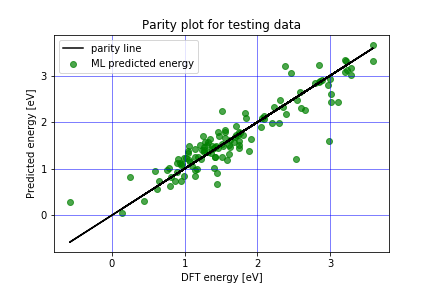 Parity plot for testing data
parity line
ML predicted energy
Predicted energy [eV]
3
2
1
0
0 1 2 3
DFT energy [eV]